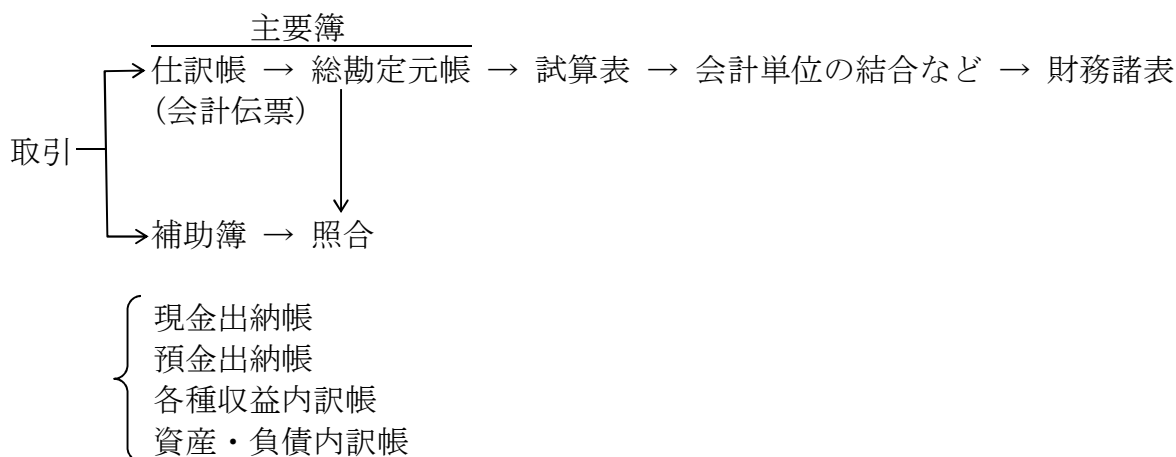 主要簿
仕訳帳 → 総勘定元帳 → 試算表 → 会計単位の結合など → 財務諸表
(会計伝票)
取引
補助簿 → 照合
現金出納帳
預金出納帳
各種収益内訳帳
資産・負債内訳帳